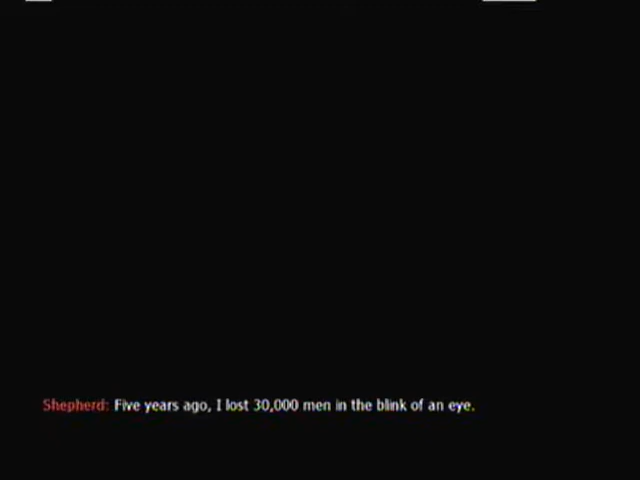 Shepherd: Five years ago, I lost 30,000 men in the blink of an eye.